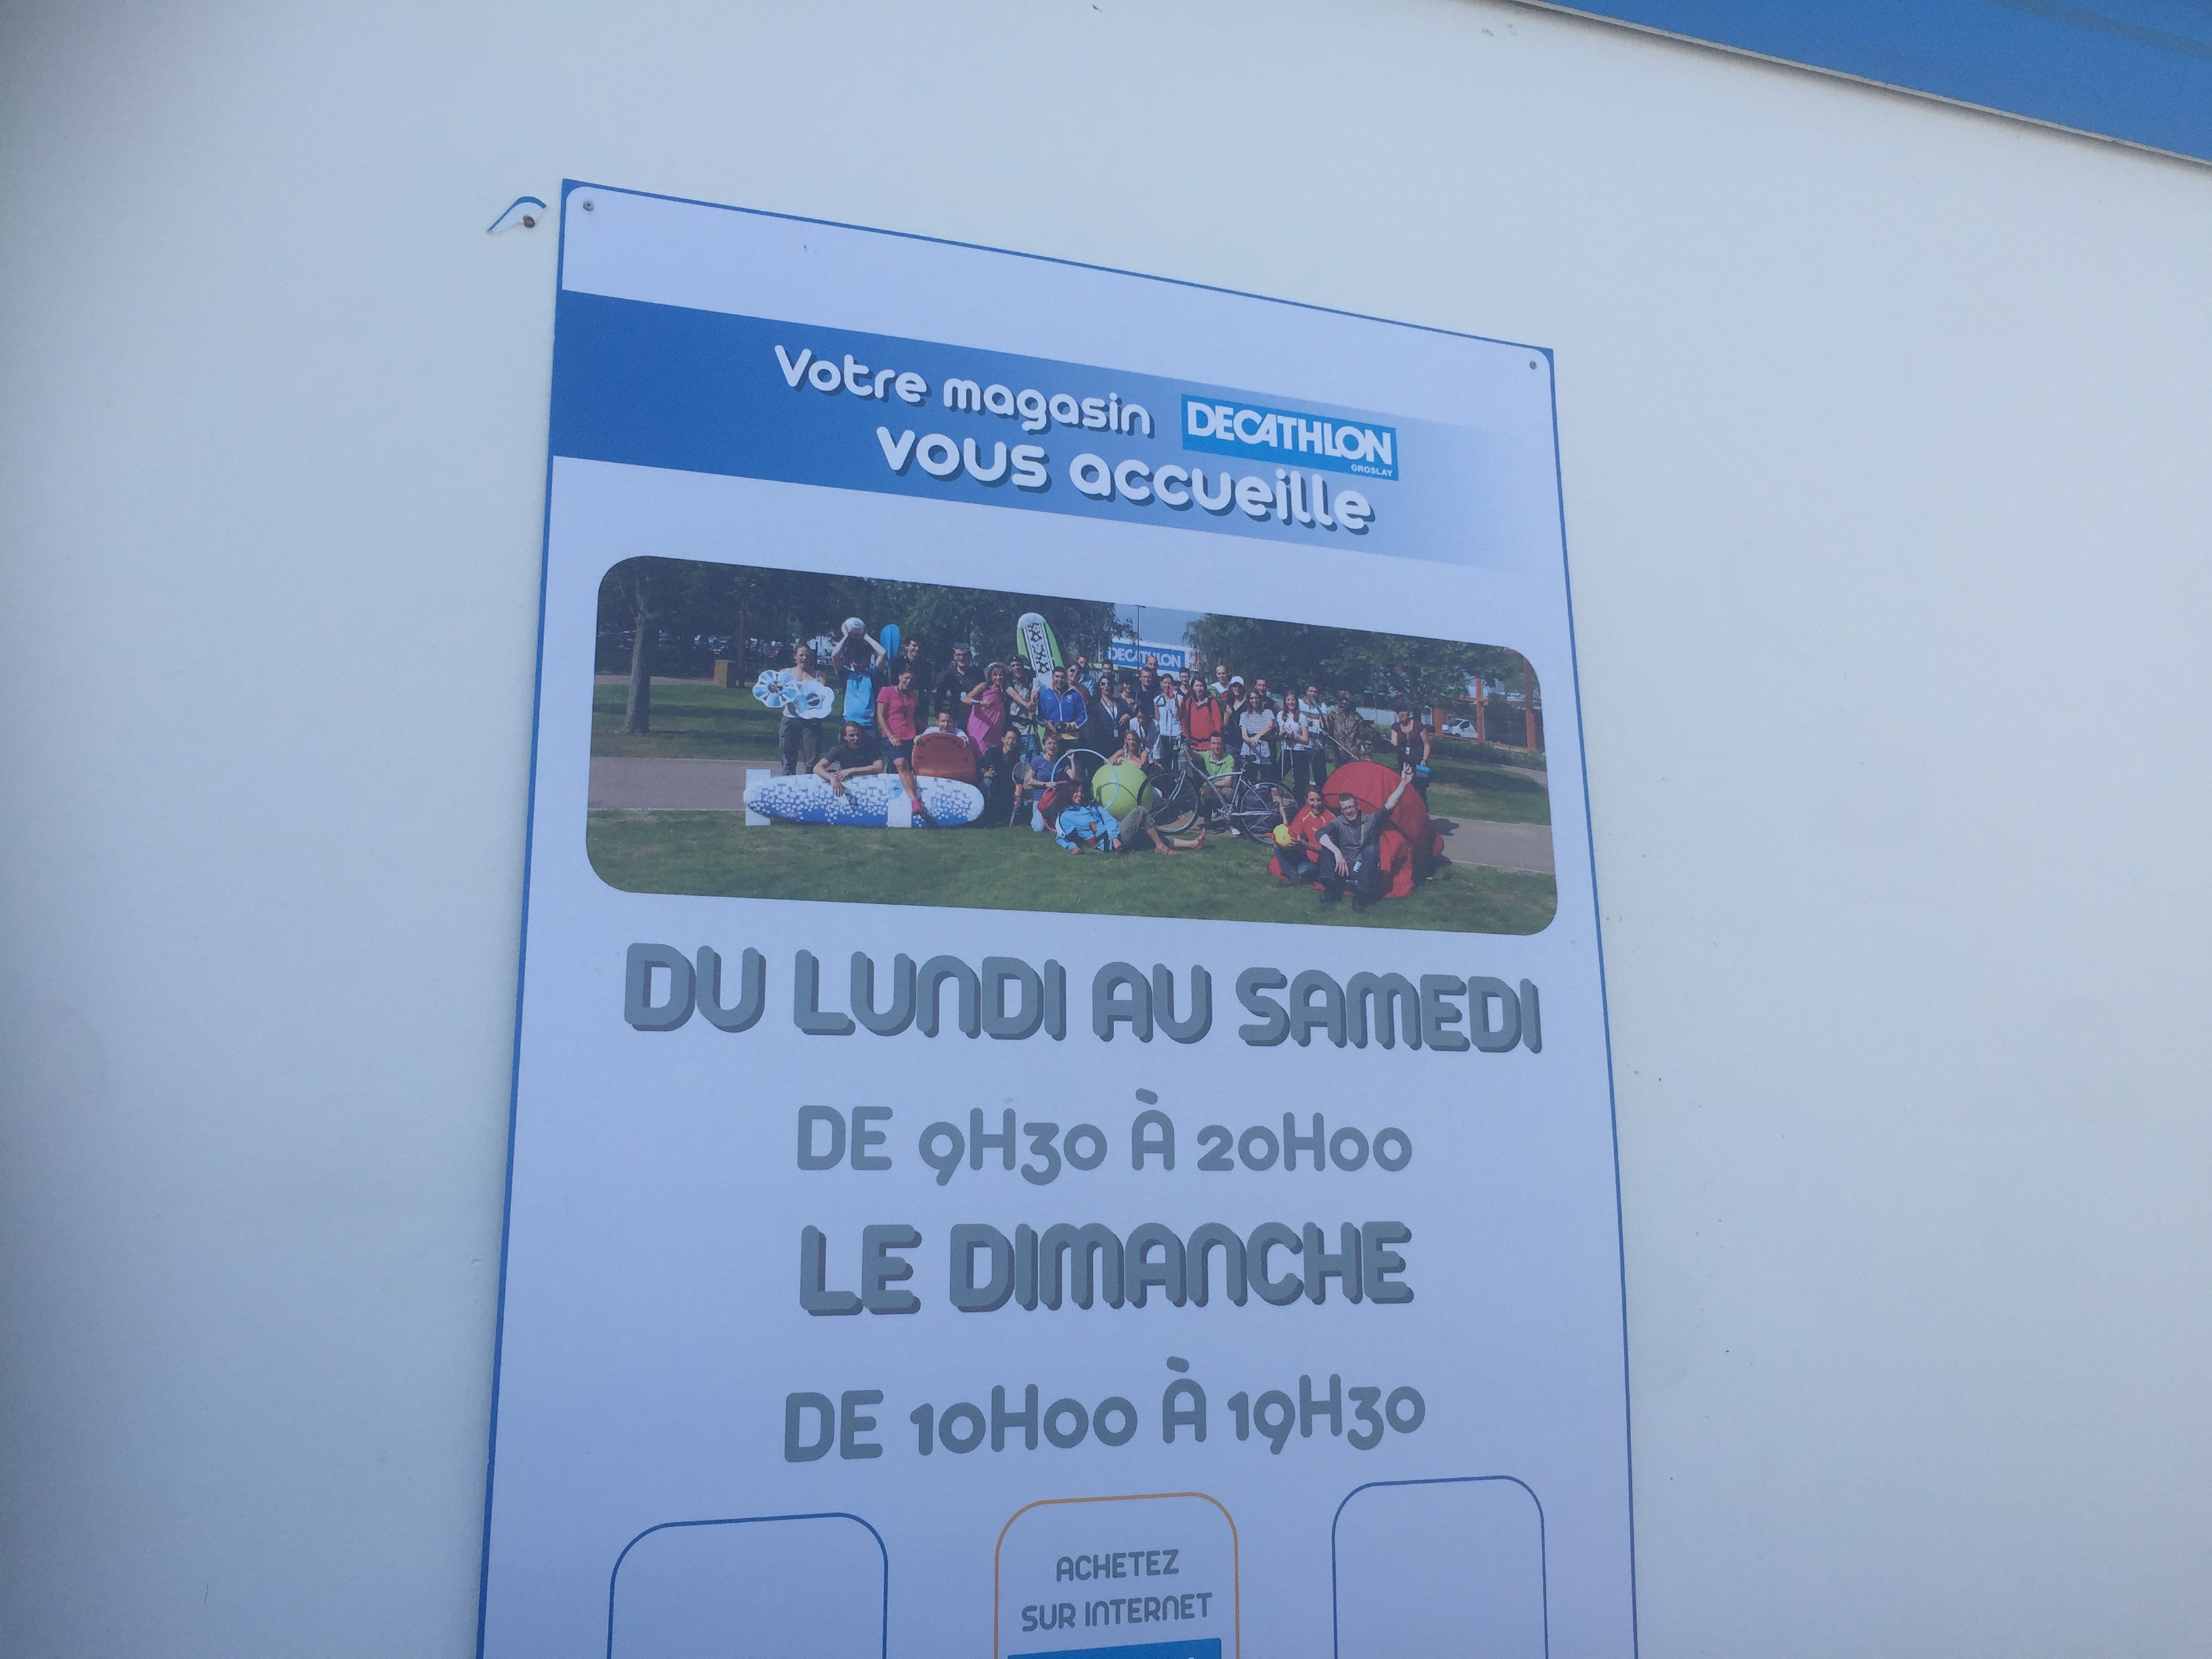 Votre magasin DECATHLON
GROSLAY
vous accueille
DECATHLON
DU LUNDI AU SAMEDI
DE 9H30 À 20H00
LE DIMANCHE
DE 10H00 À 19H30
ACHETEZ
SUR INTERNET